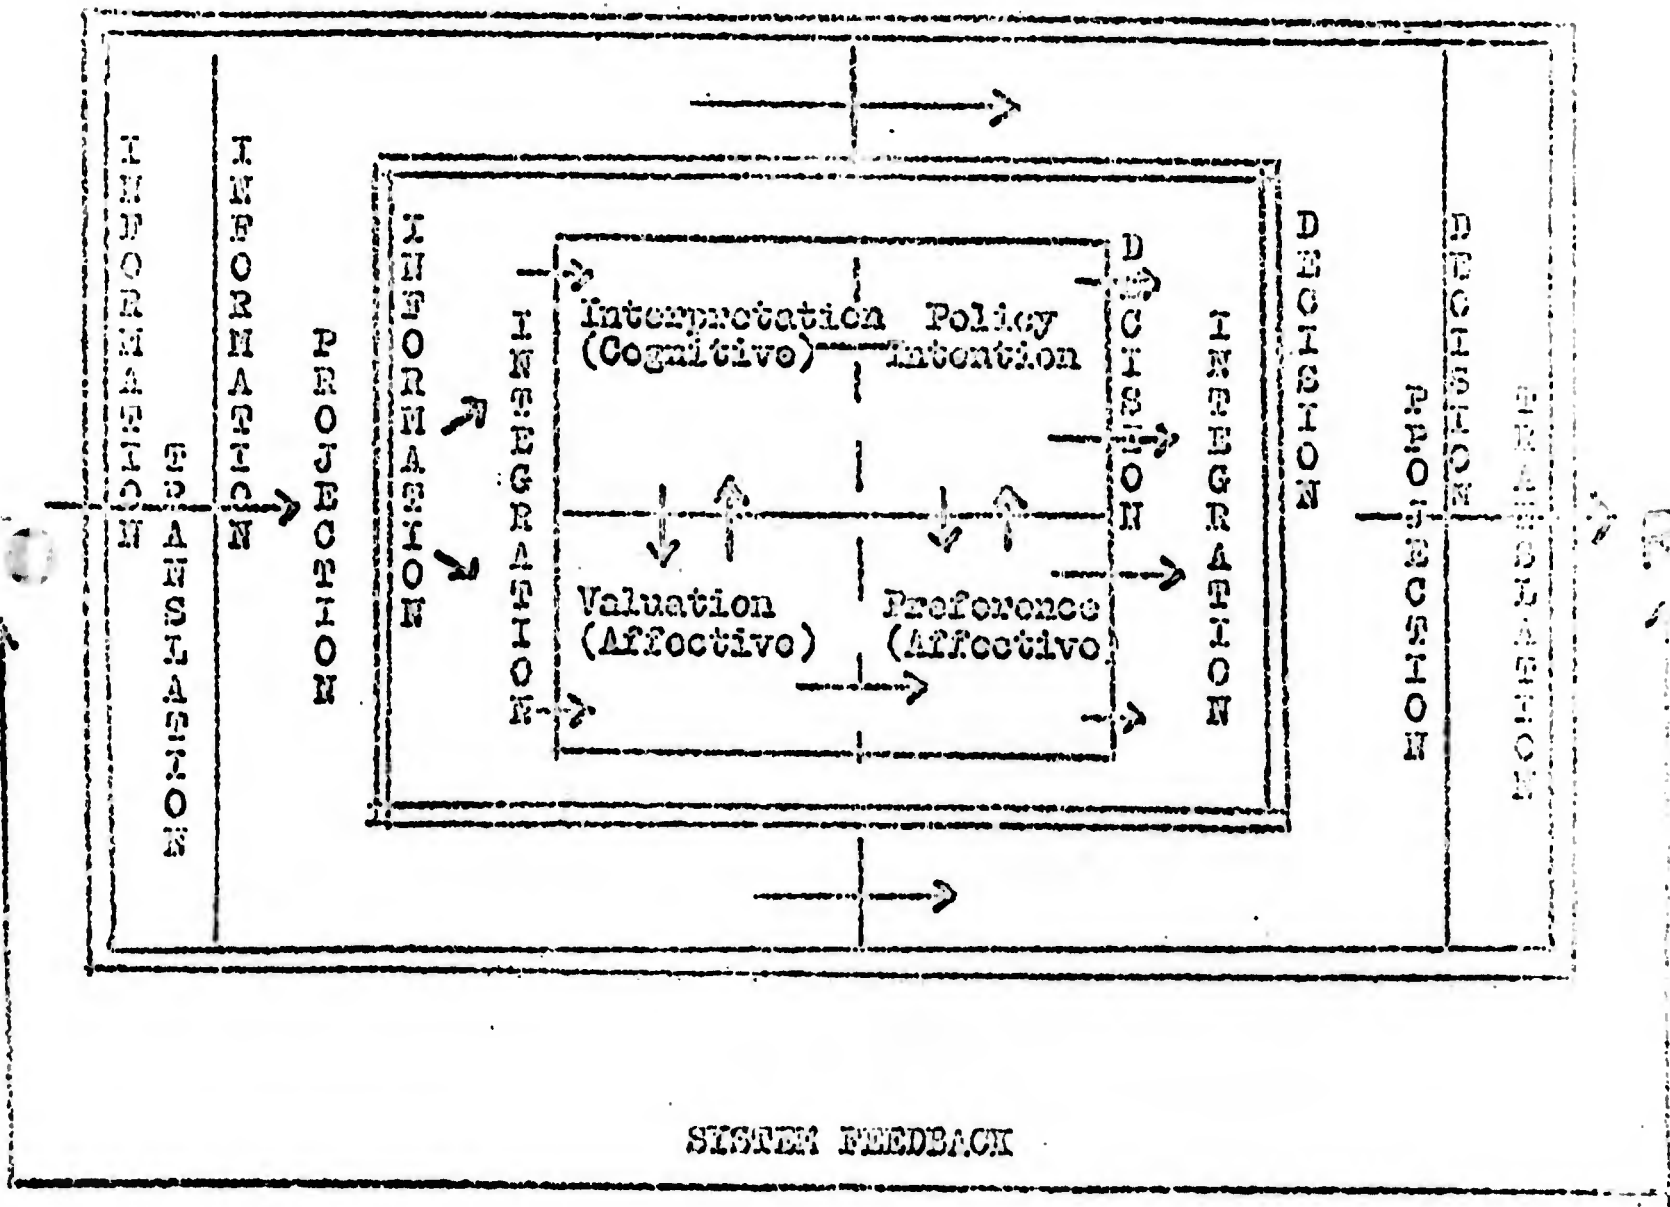 INFORMATION
TRANSLATION
INFORMATION
PROJECTION
INFORMATION
INTEGRATION
Interpretation
(Cognitive)
Policy
Intention
Valuation
(Affective)
Preference
(Affective)
DECISION
INTEGRATION
DECISION
PROJECTION
DECISION
TRANSLATION
SYSTEM FEEDBACK